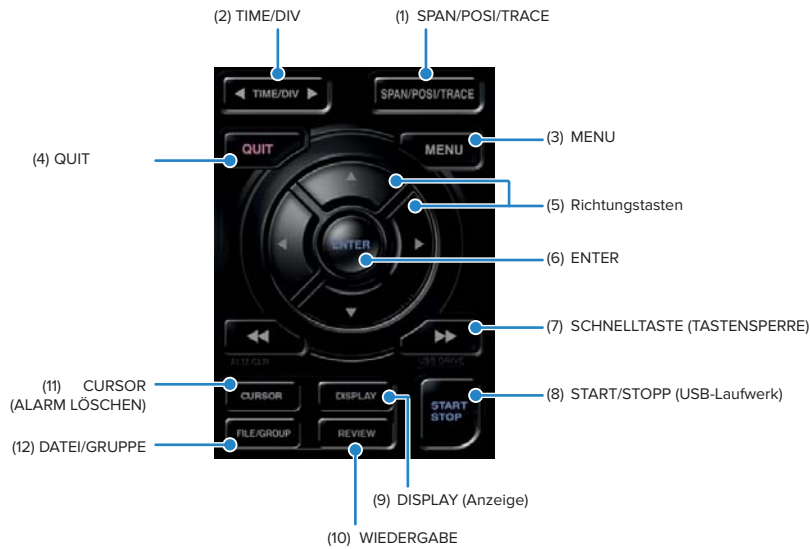 (2) TIME/DIV
(1) SPAN/POSI/TRACE
TIME/DIV
SPAN/POSI/TRACE
QUIT
MENU
(3) MENU
(4) QUIT
(5) Richtungstasten
ENTER
(6) ENTER
(7) SCHNELLTASTE (TASTENSPERRE)
USB DRIVE
(11) CURSOR
(ALARM LÖSCHEN)
CURSOR
DISPLAY
START
STOP
(8) START/STOPP (USB-Laufwerk)
(12) DATEI/GRUPPE
FILE/GROUP
REVIEW
(9) DISPLAY (Anzeige)
(10) WIEDERGABE